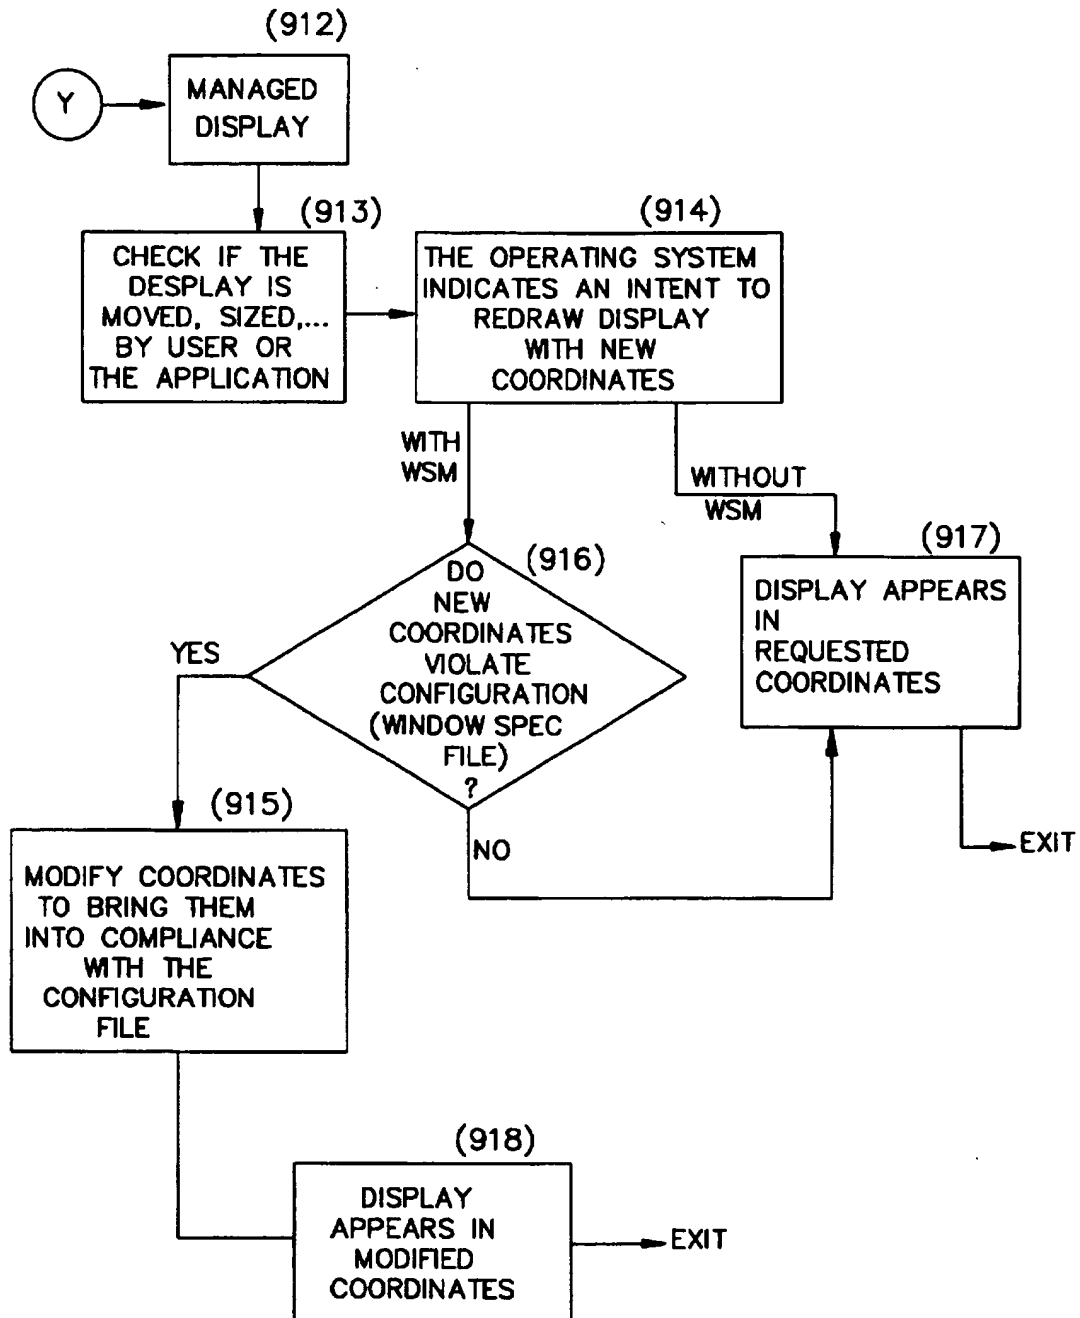 (912)
Y
MANAGED
DISPLAY
(913)
CHECK IF THE
DESPLAY IS
MOVED, SIZED,...
BY USER OR
THE APPLICATION
(914)
THE OPERATING SYSTEM
INDICATES AN INTENT TO
REDRAW DISPLAY
WITH NEW
COORDINATES
WITH
WSM
WITHOUT
WSM
(916)
DO
NEW
COORDINATES
VIOLATE
CONFIGURATION
(WINDOW SPEC
FILE)
?
YES
NO
(917)
DISPLAY APPEARS
IN
REQUESTED
COORDINATES
EXIT
(915)
MODIFY COORDINATES
TO BRING THEM
INTO COMPLIANCE
WITH THE
CONFIGURATION
FILE
(918)
DISPLAY
APPEARS IN
MODIFIED
COORDINATES
EXIT